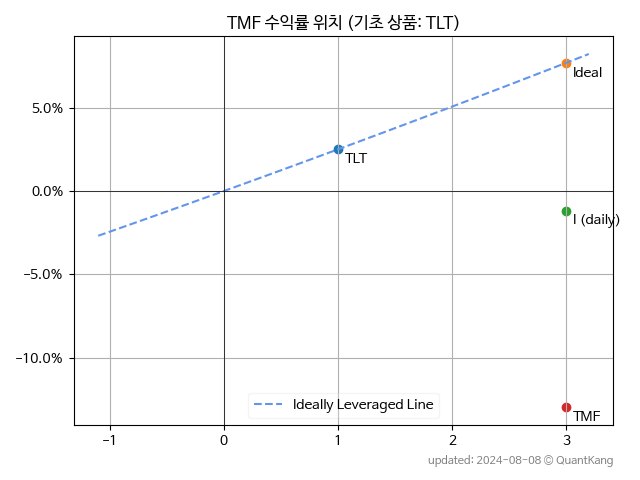 TMF 수익률 위치 (기초 상품: TLT)
Ideal
5.0%
TLT
0.0%
I (daily)
−5.0%
−10.0%
Ideally Leveraged Line
TMF
−1 0 1 2 3
updated: 2024-08-08 © QuantKang